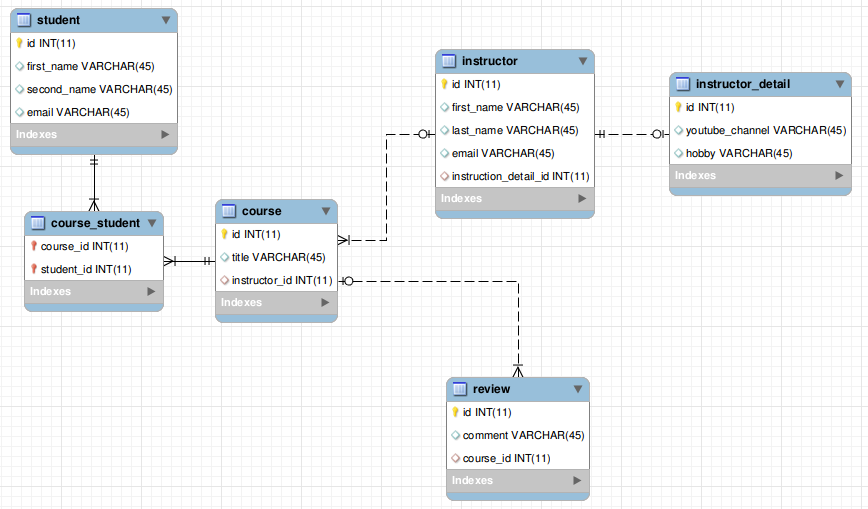 student
id INT(11)
first_name VARCHAR(45)
second_name VARCHAR(45)
email VARCHAR(45)
Indexes
instructor
id INT(11)
first_name VARCHAR(45)
last_name VARCHAR(45)
email VARCHAR(45)
instruction_detail_id INT(11)
Indexes
instructor_detail
id INT(11)
youtube_channel VARCHAR(45)
hobby VARCHAR(45)
Indexes
course_student
course_id INT(11)
student_id INT(11)
Indexes
course
id INT(11)
title VARCHAR(45)
instructor_id INT(11)
Indexes
review
id INT(11)
comment VARCHAR(45)
course_id INT(11)
Indexes